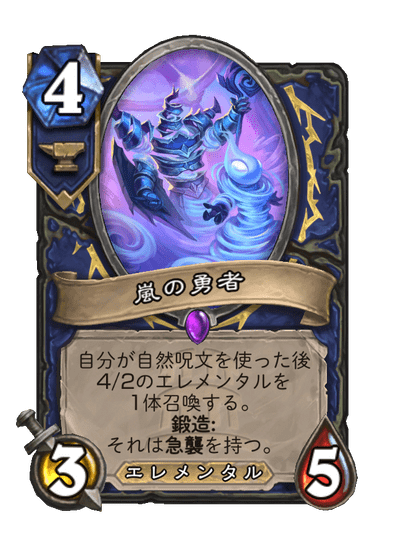 4
嵐の勇者
自分が自然呪文を使った後
4/2のエレメンタルを
1体召喚する。
鍛造:
それは急襲を持つ。
エレメンタル
3
5